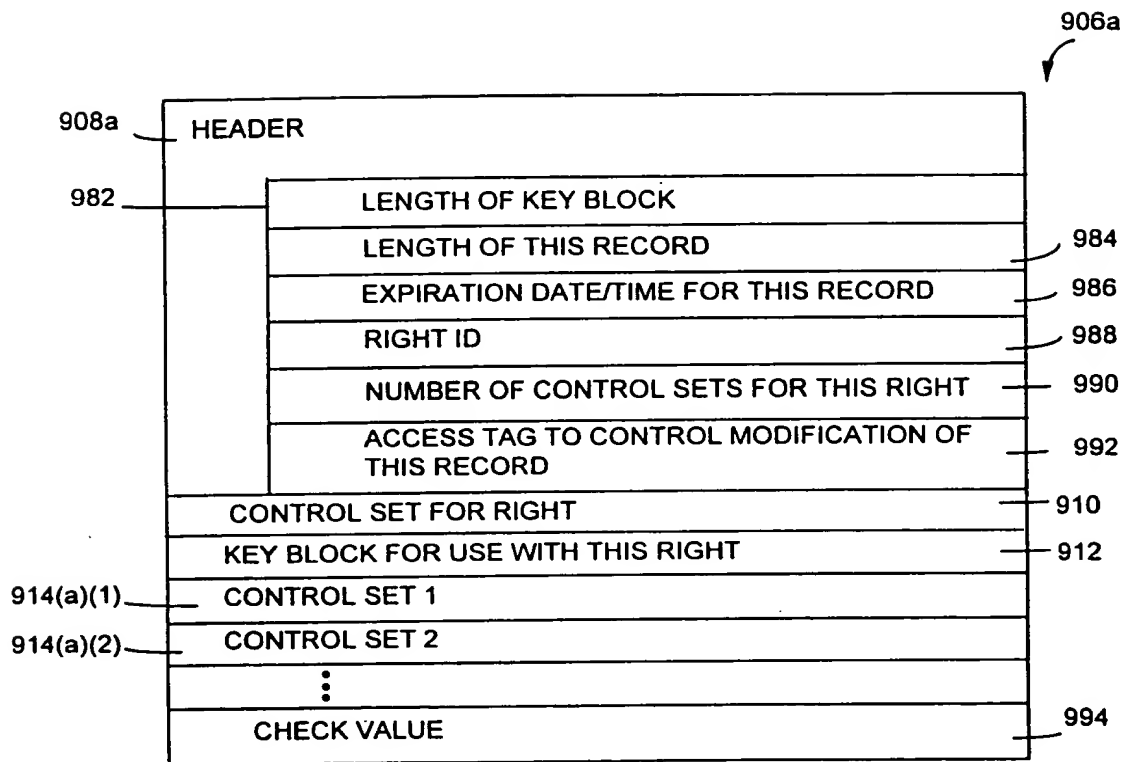 906a
908a HEADER
982 LENGTH OF KEY BLOCK
LENGTH OF THIS RECORD 984
EXPIRATION DATE/TIME FOR THIS RECORD 986
RIGHT ID 988
NUMBER OF CONTROL SETS FOR THIS RIGHT 990
ACCESS TAG TO CONTROL MODIFICATION OF
THIS RECORD 992
CONTROL SET FOR RIGHT 910
KEY BLOCK FOR USE WITH THIS RIGHT 912
914(a)(1) CONTROL SET 1
914(a)(2) CONTROL SET 2
CHECK VALUE 994